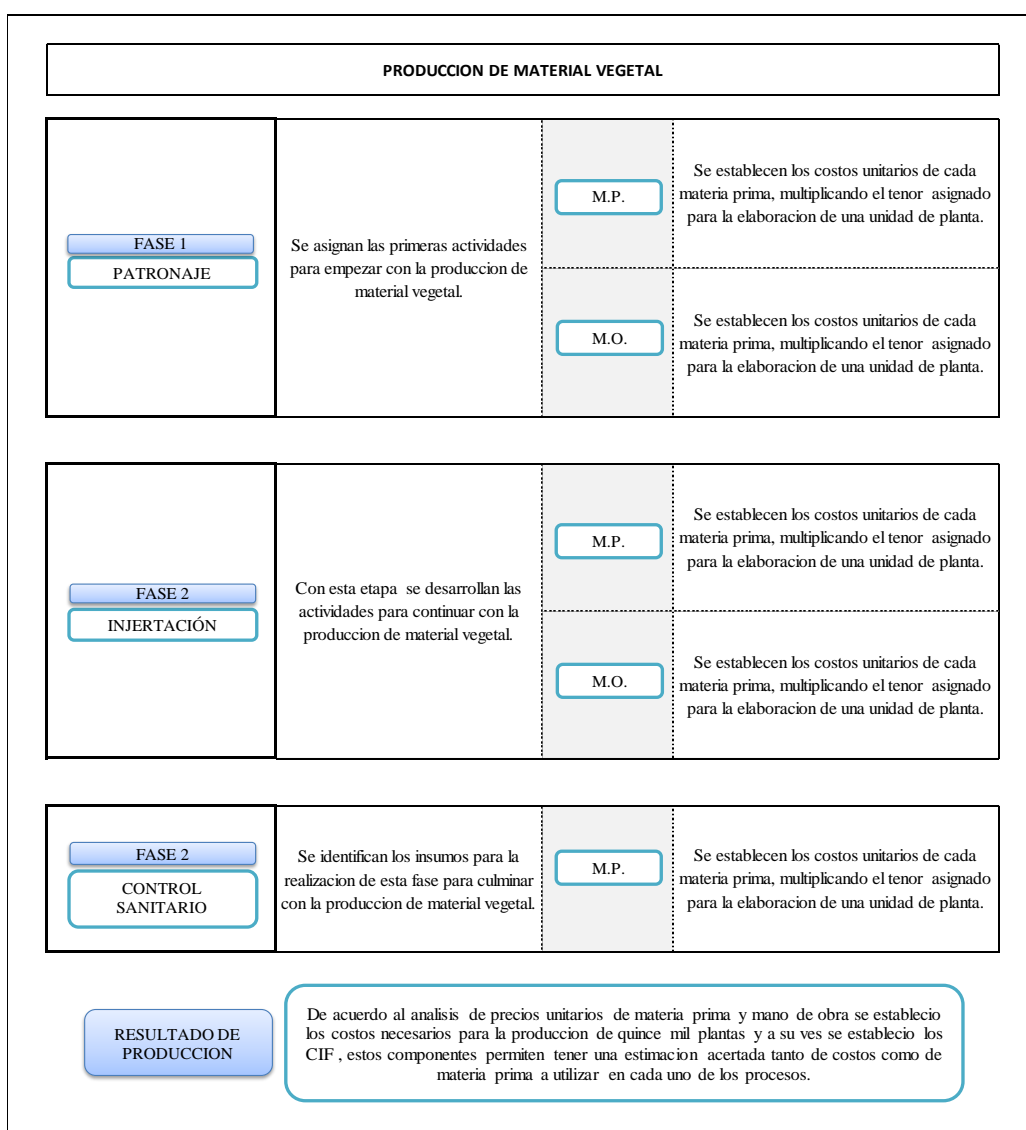 PRODUCCION DE MATERIAL VEGETAL
FASE 1
PATRONAJE
Se asignan las primeras actividades
para empezar con la produccion de
material vegetal.
M.P.
Se establecen los costos unitarios de cada
materia prima, multiplicando el tenor asignado
para la elaboracion de una unidad de planta.
M.O.
Se establecen los costos unitarios de cada
materia prima, multiplicando el tenor asignado
para la elaboracion de una unidad de planta.
FASE 2
INJERTACIÓN
Con esta etapa se desarrollan las
actividades para continuar con la
produccion de material vegetal.
M.P.
Se establecen los costos unitarios de cada
materia prima, multiplicando el tenor asignado
para la elaboracion de una unidad de planta.
M.O.
Se establecen los costos unitarios de cada
materia prima, multiplicando el tenor asignado
para la elaboracion de una unidad de planta.
FASE 2
CONTROL
SANITARIO
Se identifican los insumos para la
realizacion de esta fase para culminar
con la produccion de material vegetal.
M.P.
Se establecen los costos unitarios de cada
materia prima, multiplicando el tenor asignado
para la elaboracion de una unidad de planta.
RESULTADO DE
PRODUCCION
De acuerdo al analisis de precios unitarios de materia prima y mano de obra se establecio
los costos necesarios para la produccion de quince mil plantas y a su ves se establecio los
CIF , estos componentes permiten tener una estimacion acertada tanto de costos como de
materia prima a utilizar en cada uno de los procesos.